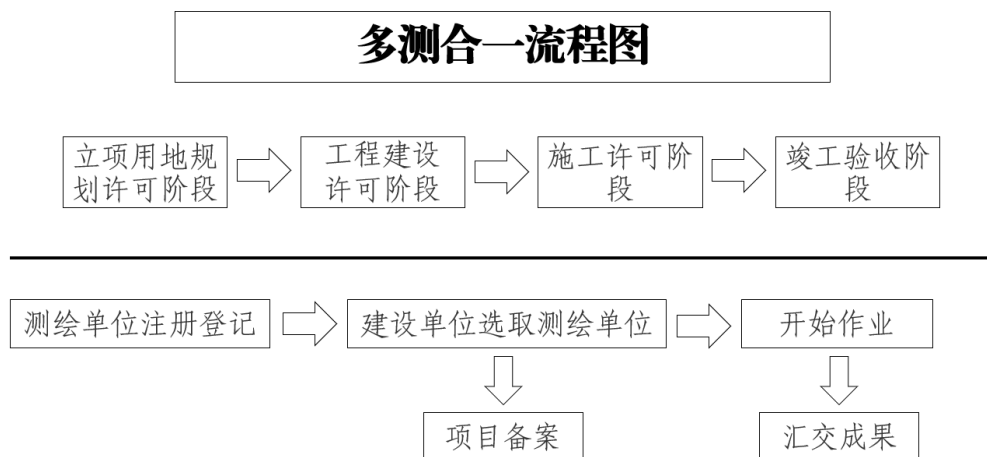 多测合一流程图
立项用地规
划许可阶段
工程建设
许可阶段
施工许可阶
段
竣工验收阶
段
测绘单位注册登记
建设单位选取测绘单位
开始作业
项目备案
汇交成果